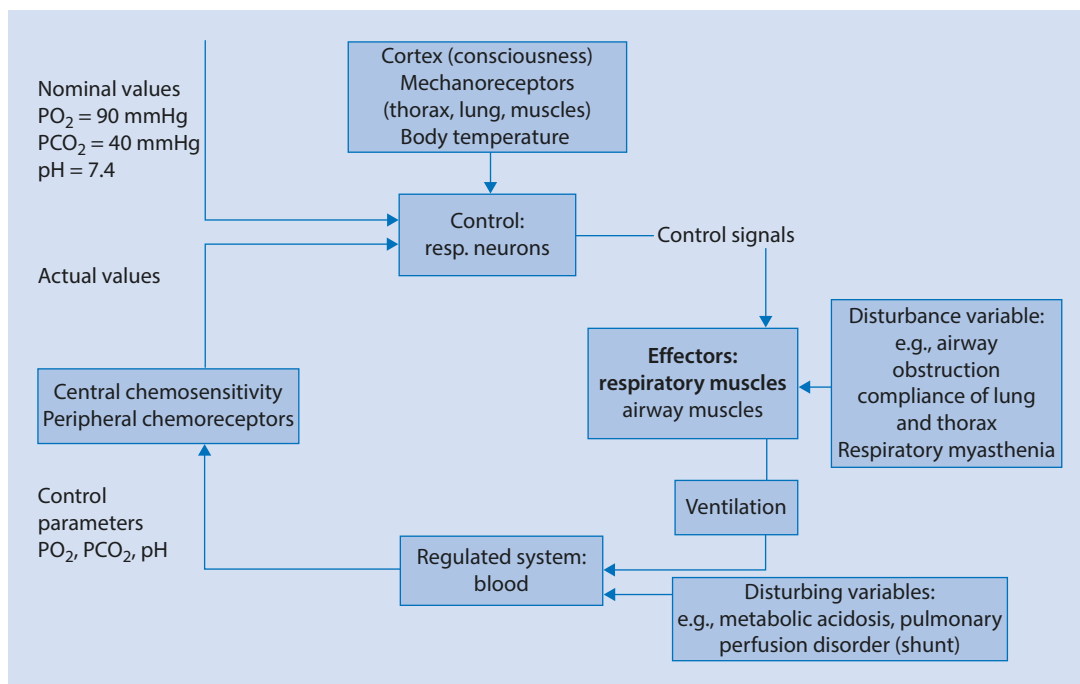 Nominal values
PO₂ = 90 mmHg
PCO₂ = 40 mmHg
pH = 7.4
Cortex (consciousness)
Mechanoreceptors
(thorax, lung, muscles)
Body temperature
Control:
resp. neurons
Control signals
Actual values
Effectors:
respiratory muscles
airway muscles
Disturbance variable:
e.g., airway
obstruction
compliance of lung
and thorax
Respiratory myasthenia
Central chemosensitivity
Peripheral chemoreceptors
Ventilation
Control
parameters
PO₂, PCO₂, pH
Regulated system:
blood
Disturbing variables:
e.g., metabolic acidosis, pulmonary
perfusion disorder (shunt)